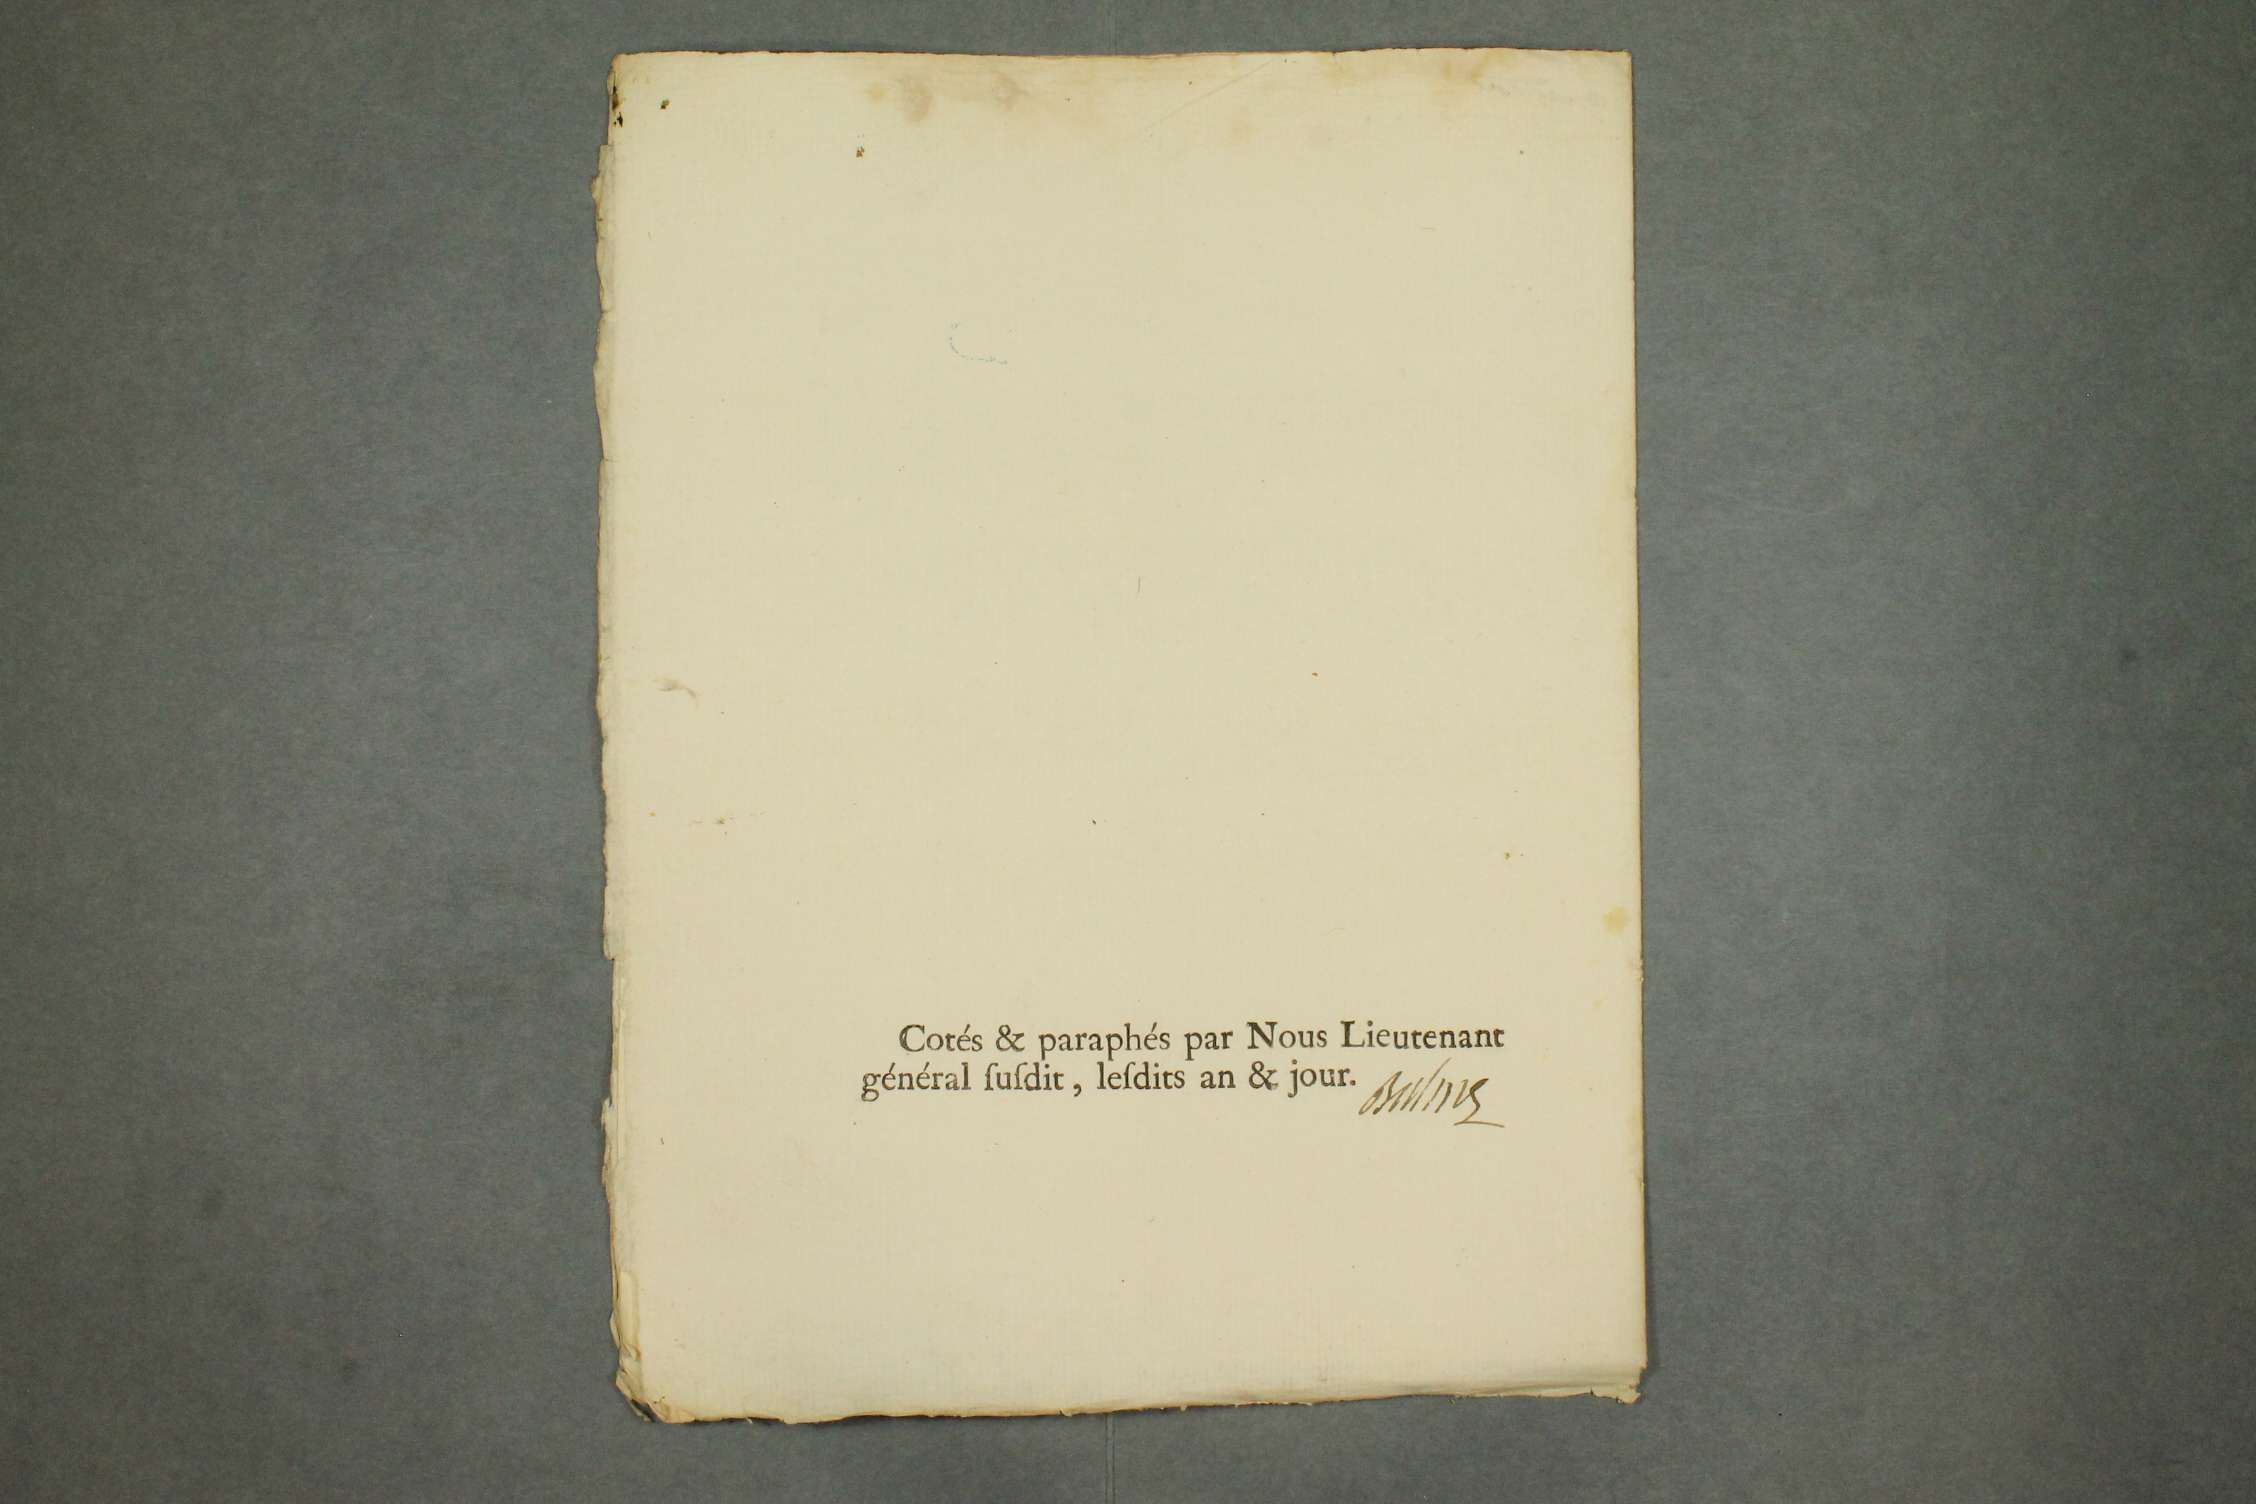 Cotés & paraphés par Nous Lieutenant
général ſuſdit, leſdits an & jour.